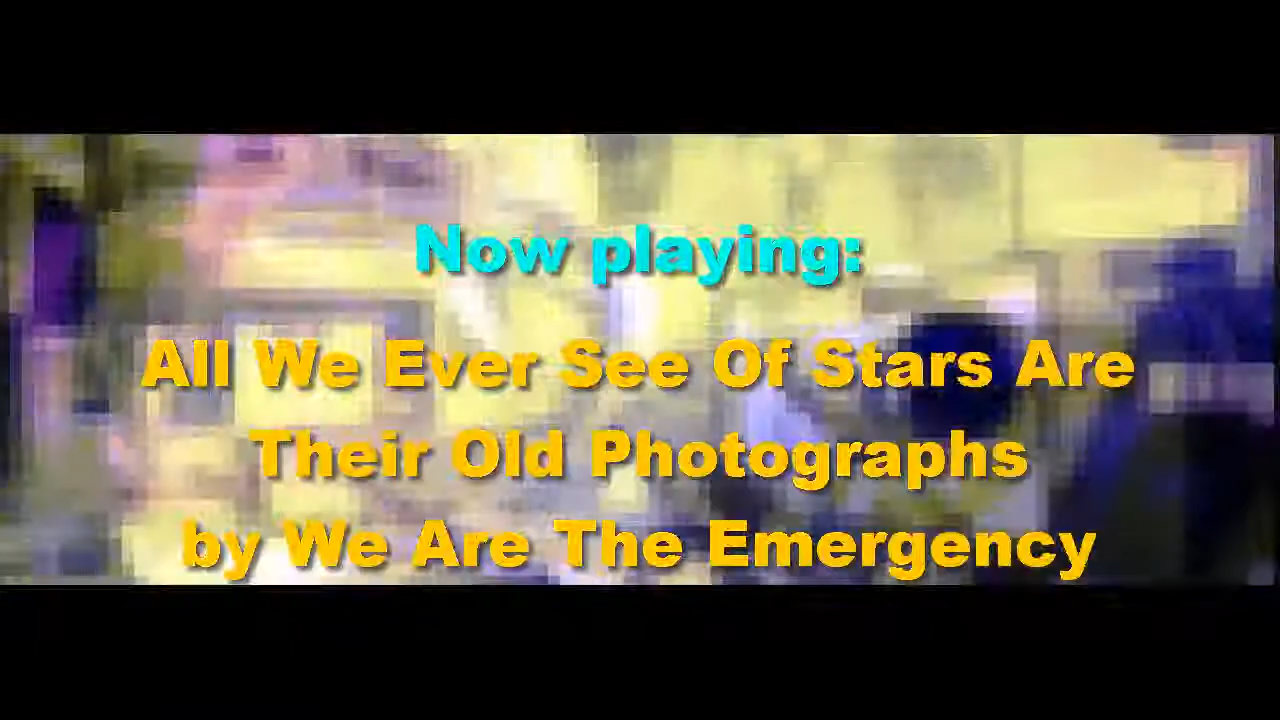 Now playing:
All We Ever See Of Stars Are
Their Old Photographs
by We Are The Emergency